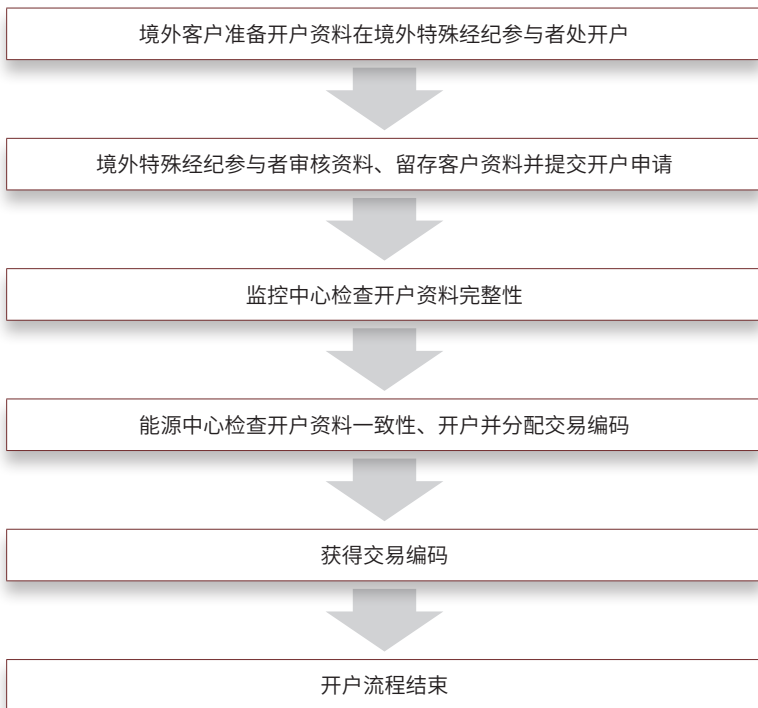 境外客户准备开户资料在境外特殊经纪参与者处开户
境外特殊经纪参与者审核资料、留存客户资料并提交开户申请
监控中心检查开户资料完整性
能源中心检查开户资料一致性、开户并分配交易编码
获得交易编码
开户流程结束